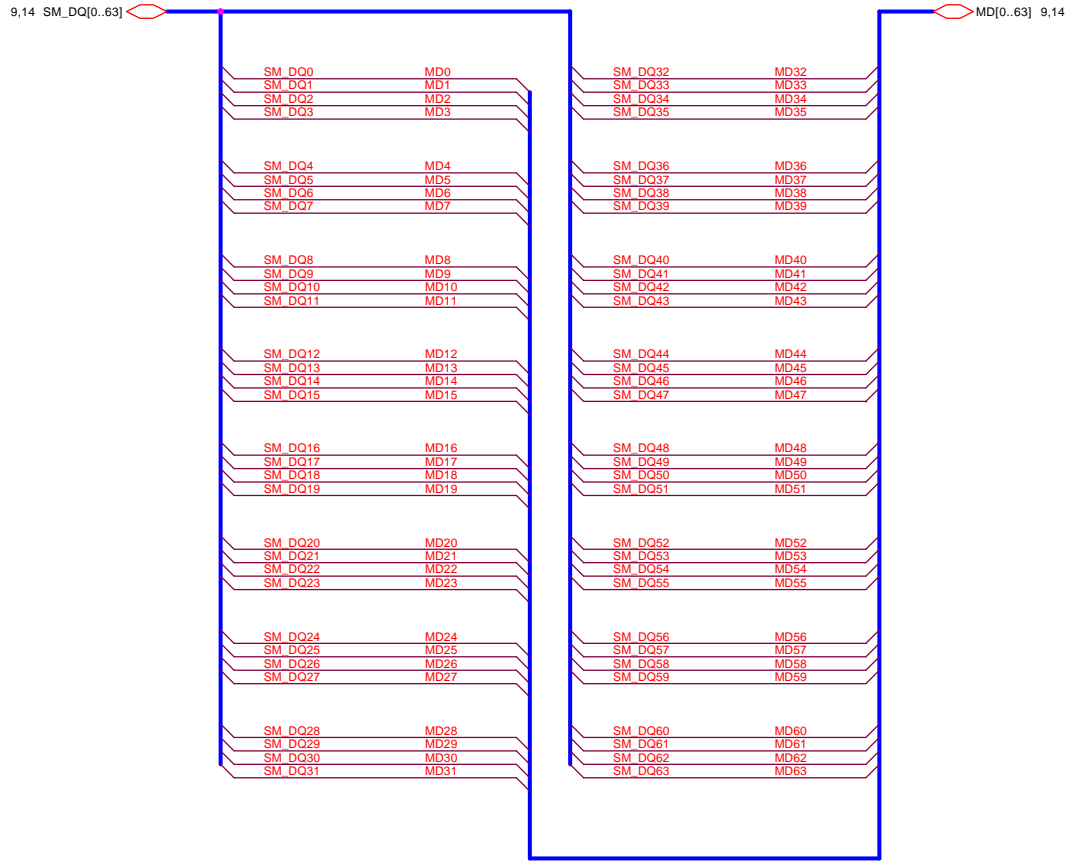 9,14 SM_DQ[0..63] MD[0..63] 9,14
SM_DQ0 MD0 SM_DQ32 MD32
SM_DQ1 MD1 SM_DQ33 MD33
SM_DQ2 MD2 SM_DQ34 MD34
SM_DQ3 MD3 SM_DQ35 MD35
SM_DQ4 MD4 SM_DQ36 MD36
SM_DQ5 MD5 SM_DQ37 MD37
SM_DQ6 MD6 SM_DQ38 MD38
SM_DQ7 MD7 SM_DQ39 MD39
SM_DQ8 MD8 SM_DQ40 MD40
SM_DQ9 MD9 SM_DQ41 MD41
SM_DQ10 MD10 SM_DQ42 MD42
SM_DQ11 MD11 SM_DQ43 MD43
SM_DQ12 MD12 SM_DQ44 MD44
SM_DQ13 MD13 SM_DQ45 MD45
SM_DQ14 MD14 SM_DQ46 MD46
SM_DQ15 MD15 SM_DQ47 MD47
SM_DQ16 MD16 SM_DQ48 MD48
SM_DQ17 MD17 SM_DQ49 MD49
SM_DQ18 MD18 SM_DQ50 MD50
SM_DQ19 MD19 SM_DQ51 MD51
SM_DQ20 MD20 SM_DQ52 MD52
SM_DQ21 MD21 SM_DQ53 MD53
SM_DQ22 MD22 SM_DQ54 MD54
SM_DQ23 MD23 SM_DQ55 MD55
SM_DQ24 MD24 SM_DQ56 MD56
SM_DQ25 MD25 SM_DQ57 MD57
SM_DQ26 MD26 SM_DQ58 MD58
SM_DQ27 MD27 SM_DQ59 MD59
SM_DQ28 MD28 SM_DQ60 MD60
SM_DQ29 MD29 SM_DQ61 MD61
SM_DQ30 MD30 SM_DQ62 MD62
SM_DQ31 MD31 SM_DQ63 MD63